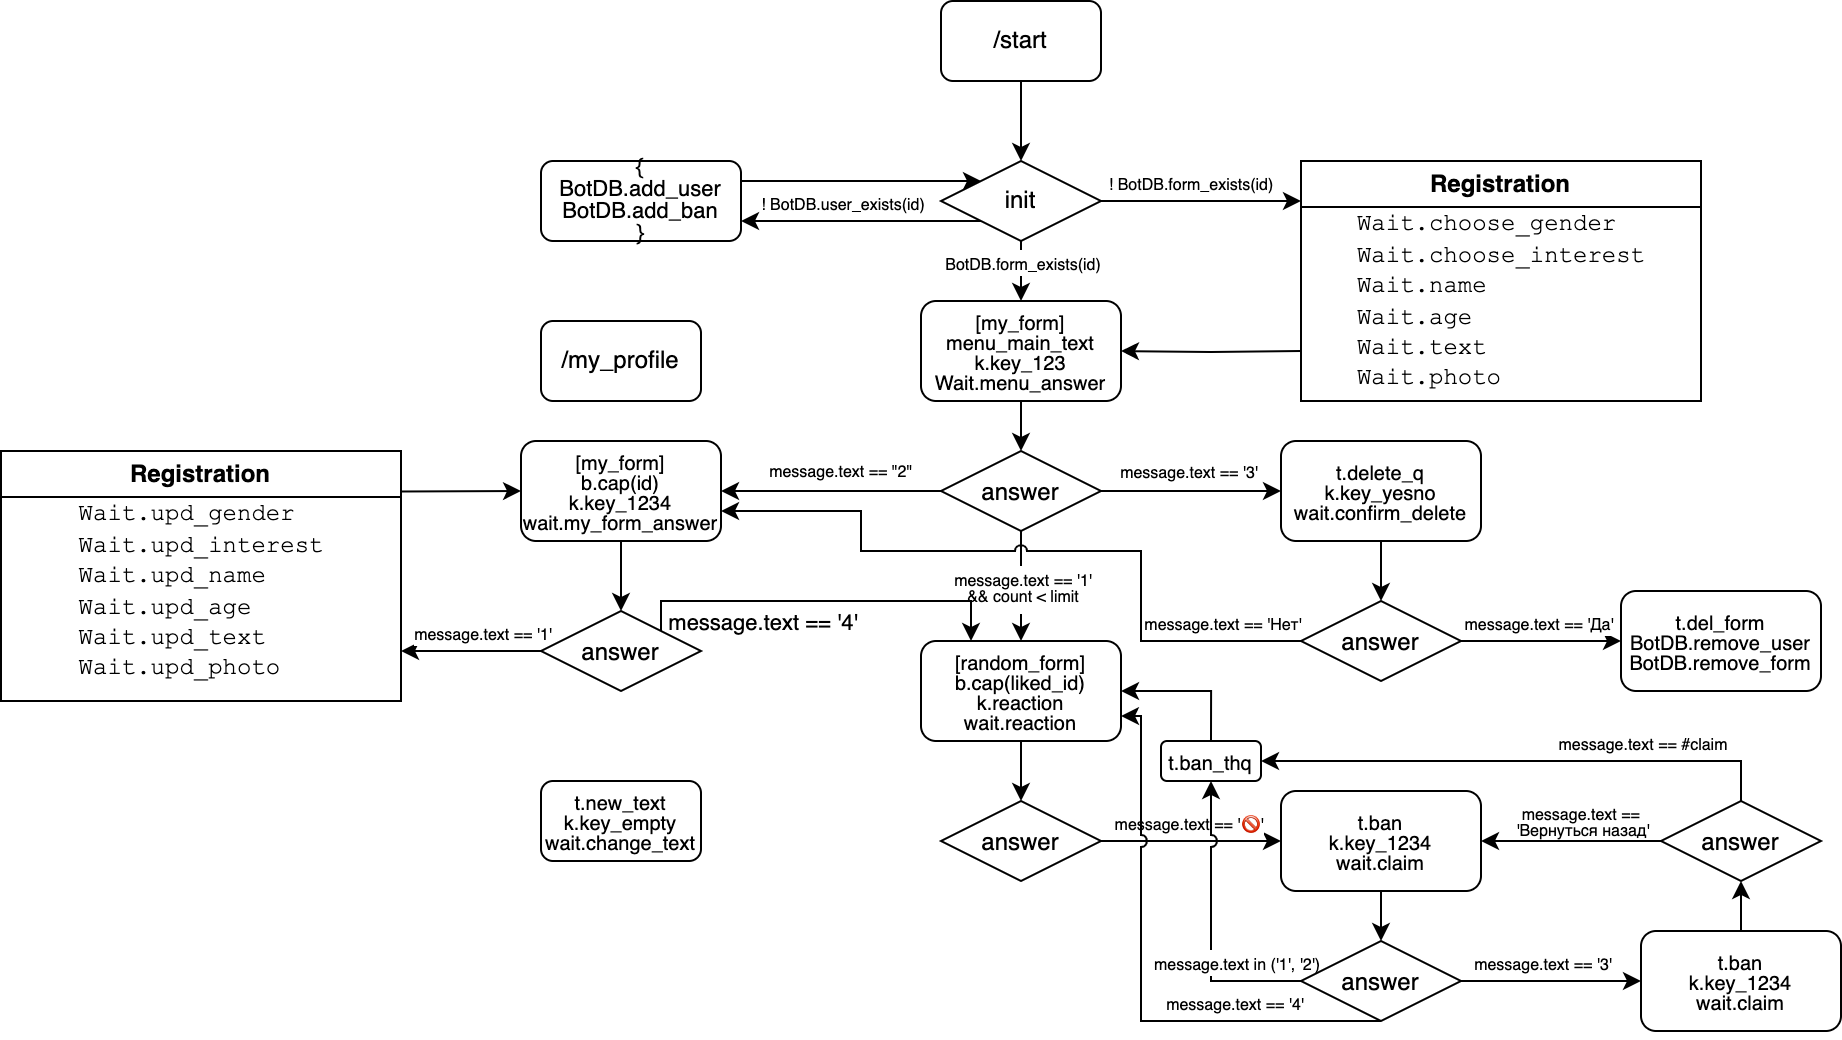 /start
{
BotDB.add_user
BotDB.add_ban
}
! BotDB.user_exists(id)
init
! BotDB.form_exists(id)
Registration
Wait.choose_gender
Wait.choose_interest
Wait.name
Wait.age
Wait.text
Wait.photo
BotDB.form_exists(id)
[my_form]
menu_main_text
k.key_123
Wait.menu_answer
/my_profile
Registration
Wait.upd_gender
Wait.upd_interest
Wait.upd_name
Wait.upd_age
Wait.upd_text
Wait.upd_photo
[my_form]
b.cap(id)
k.key_1234
wait.my_form_answer
message.text == "2"
answer
message.text == '3'
t.delete_q
k.key_yesno
wait.confirm_delete
message.text == '1'
&& count < limit
message.text == '1'
answer
message.text == '4'
message.text == 'Нет'
answer
message.text == 'Да'
t.del_form
BotDB.remove_user
BotDB.remove_form
[random_form]
b.cap(liked_id)
k.reaction
wait.reaction
t.ban_thq
message.text == #claim
t.new_text
k.key_empty
wait.change_text
answer
message.text == '🚫'
t.ban
k.key_1234
wait.claim
message.text ==
'Вернуться назад'
answer
message.text in ('1', '2')
answer
message.text == '3'
message.text == '4'
t.ban
k.key_1234
wait.claim